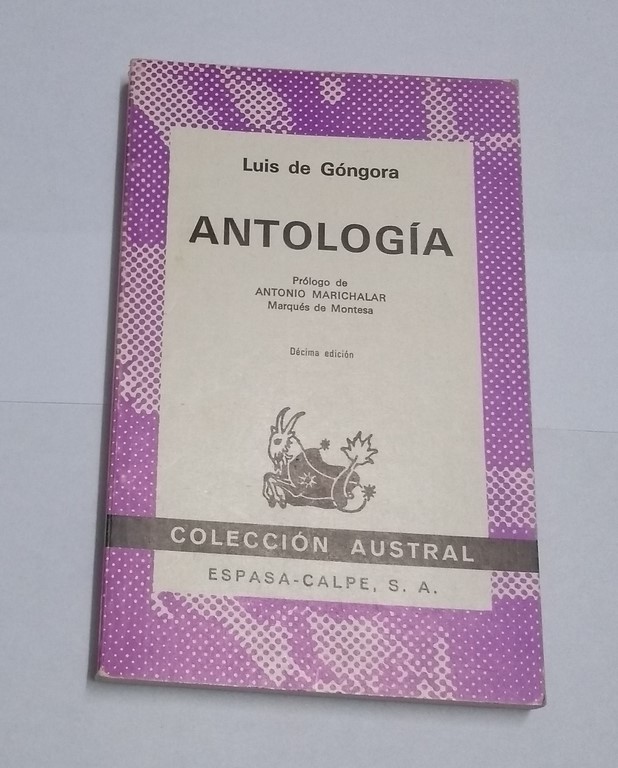 Luis de Góngora
ANTOLOGÍA
Prólogo de
ANTONIO MARICHALAR
Marqués de Montesa
Décima edición
COLECCIÓN AUSTRAL
ESPASA-CALPE, S. A.